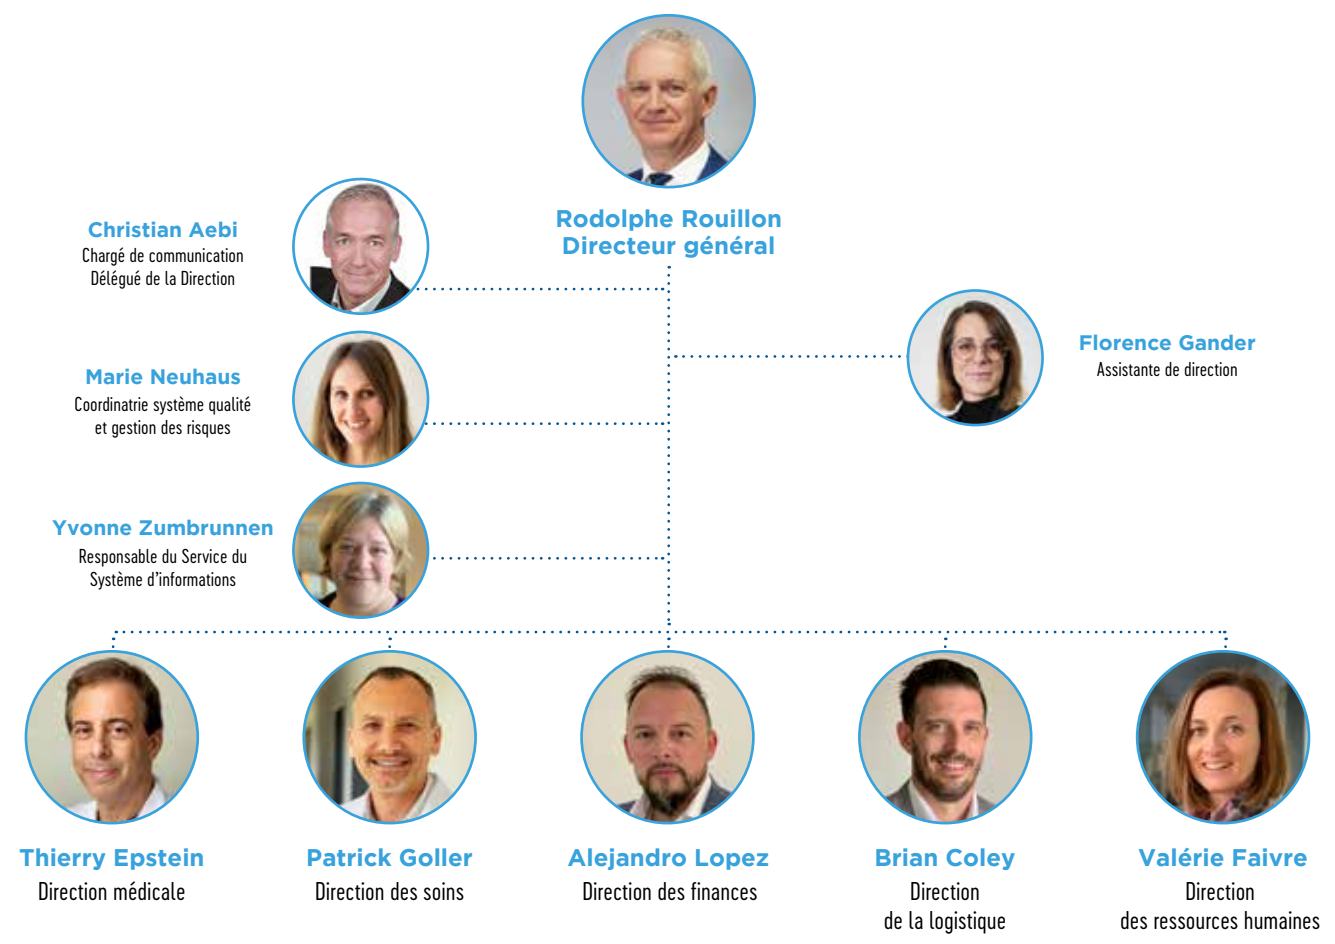 Rodolphe Rouillon
Directeur général
Christian Aebi
Chargé de communication
Délégué de la Direction
Florence Gander
Assistante de direction
Marie Neuhaus
Coordinatrie système qualité
et gestion des risques
Yvonne Zumbrunnen
Responsable du Service du
Système d’informations
Thierry Epstein
Direction médicale
Patrick Goller
Direction des soins
Alejandro Lopez
Direction des finances
Brian Coley
Direction
de la logistique
Valérie Faivre
Direction
des ressources humaines